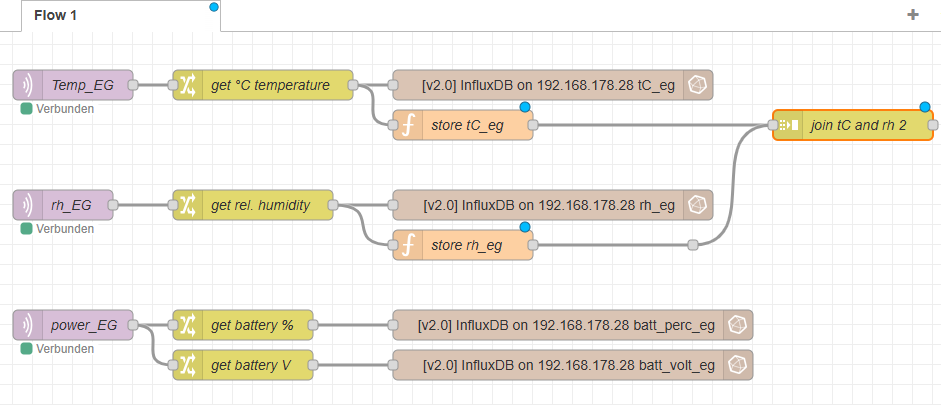 Flow 1
Temp_EG
get °C temperature
[v2.0] InfluxDB on 192.168.178.28 tC_eg
Verbunden
store tC_eg
join tC and rh 2
rh_EG
get rel. humidity
[v2.0] InfluxDB on 192.168.178.28 rh_eg
Verbunden
store rh_eg
power_EG
get battery %
[v2.0] InfluxDB on 192.168.178.28 batt_perc_eg
Verbunden
get battery V
[v2.0] InfluxDB on 192.168.178.28 batt_volt_eg